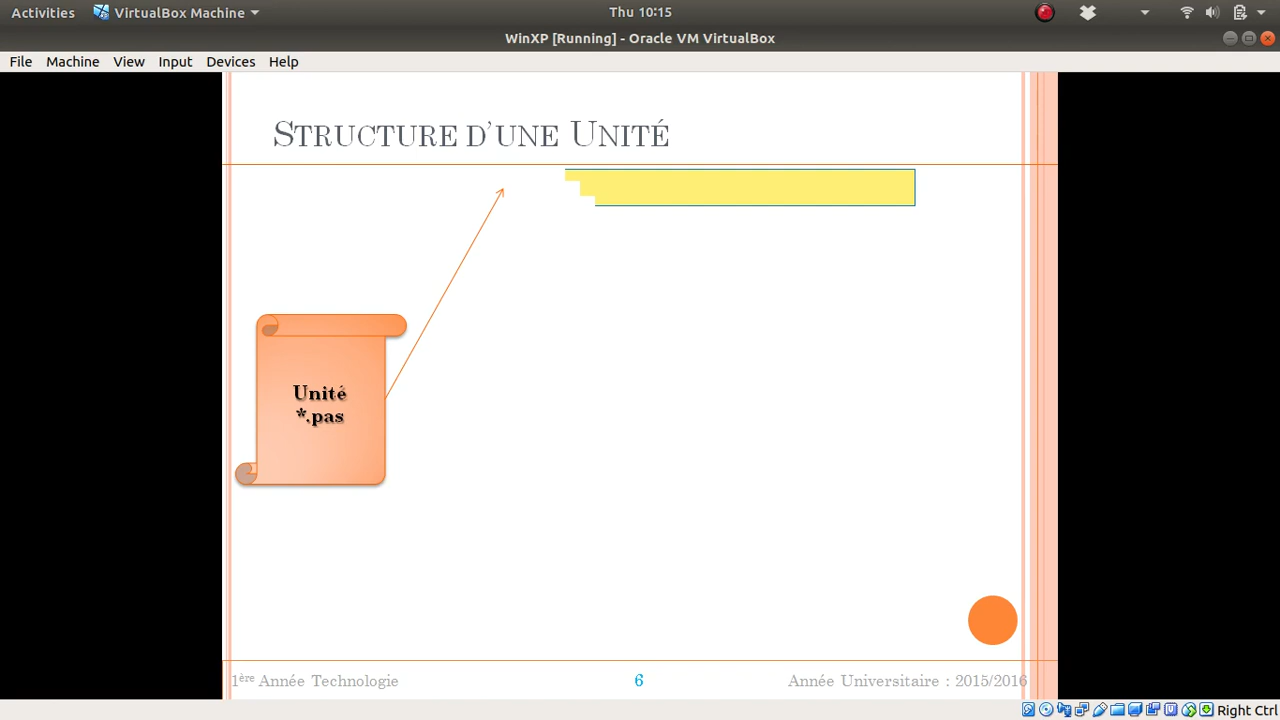 Activities VirtualBox Machine Thu 10:15
WinXP [Running] - Oracle VM VirtualBox
File Machine View Input Devices Help
STRUCTURE D'UNE UNITÉ
Unité
*.pas
1ère Année Technologie 6 Année Universitaire : 2015/2016
Right Ctrl